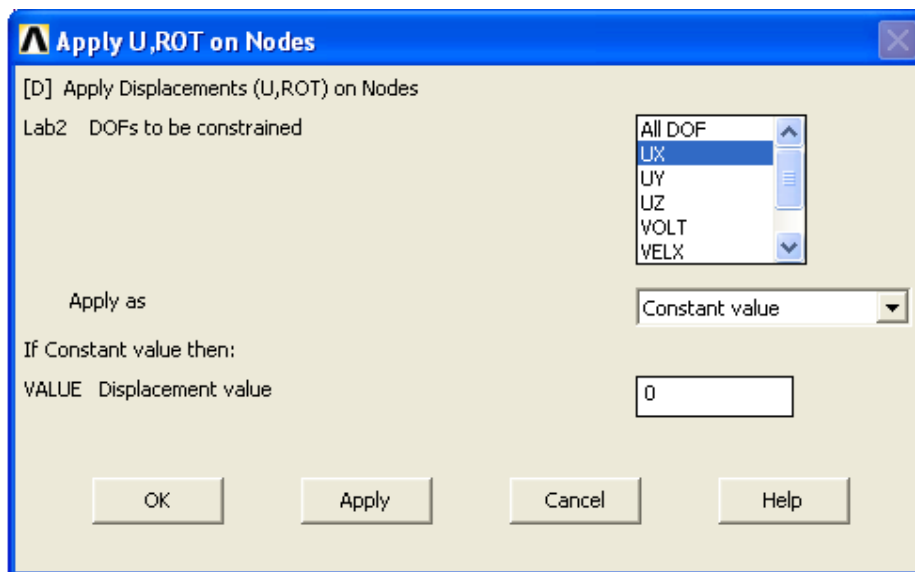 Apply U,ROT on Nodes
[D] Apply Displacements (U,ROT) on Nodes
Lab2 DOFs to be constrained
All DOF
UX
UY
UZ
VOLT
VELX
Apply as
Constant value
If Constant value then:
VALUE Displacement value
0
OK Apply Cancel Help